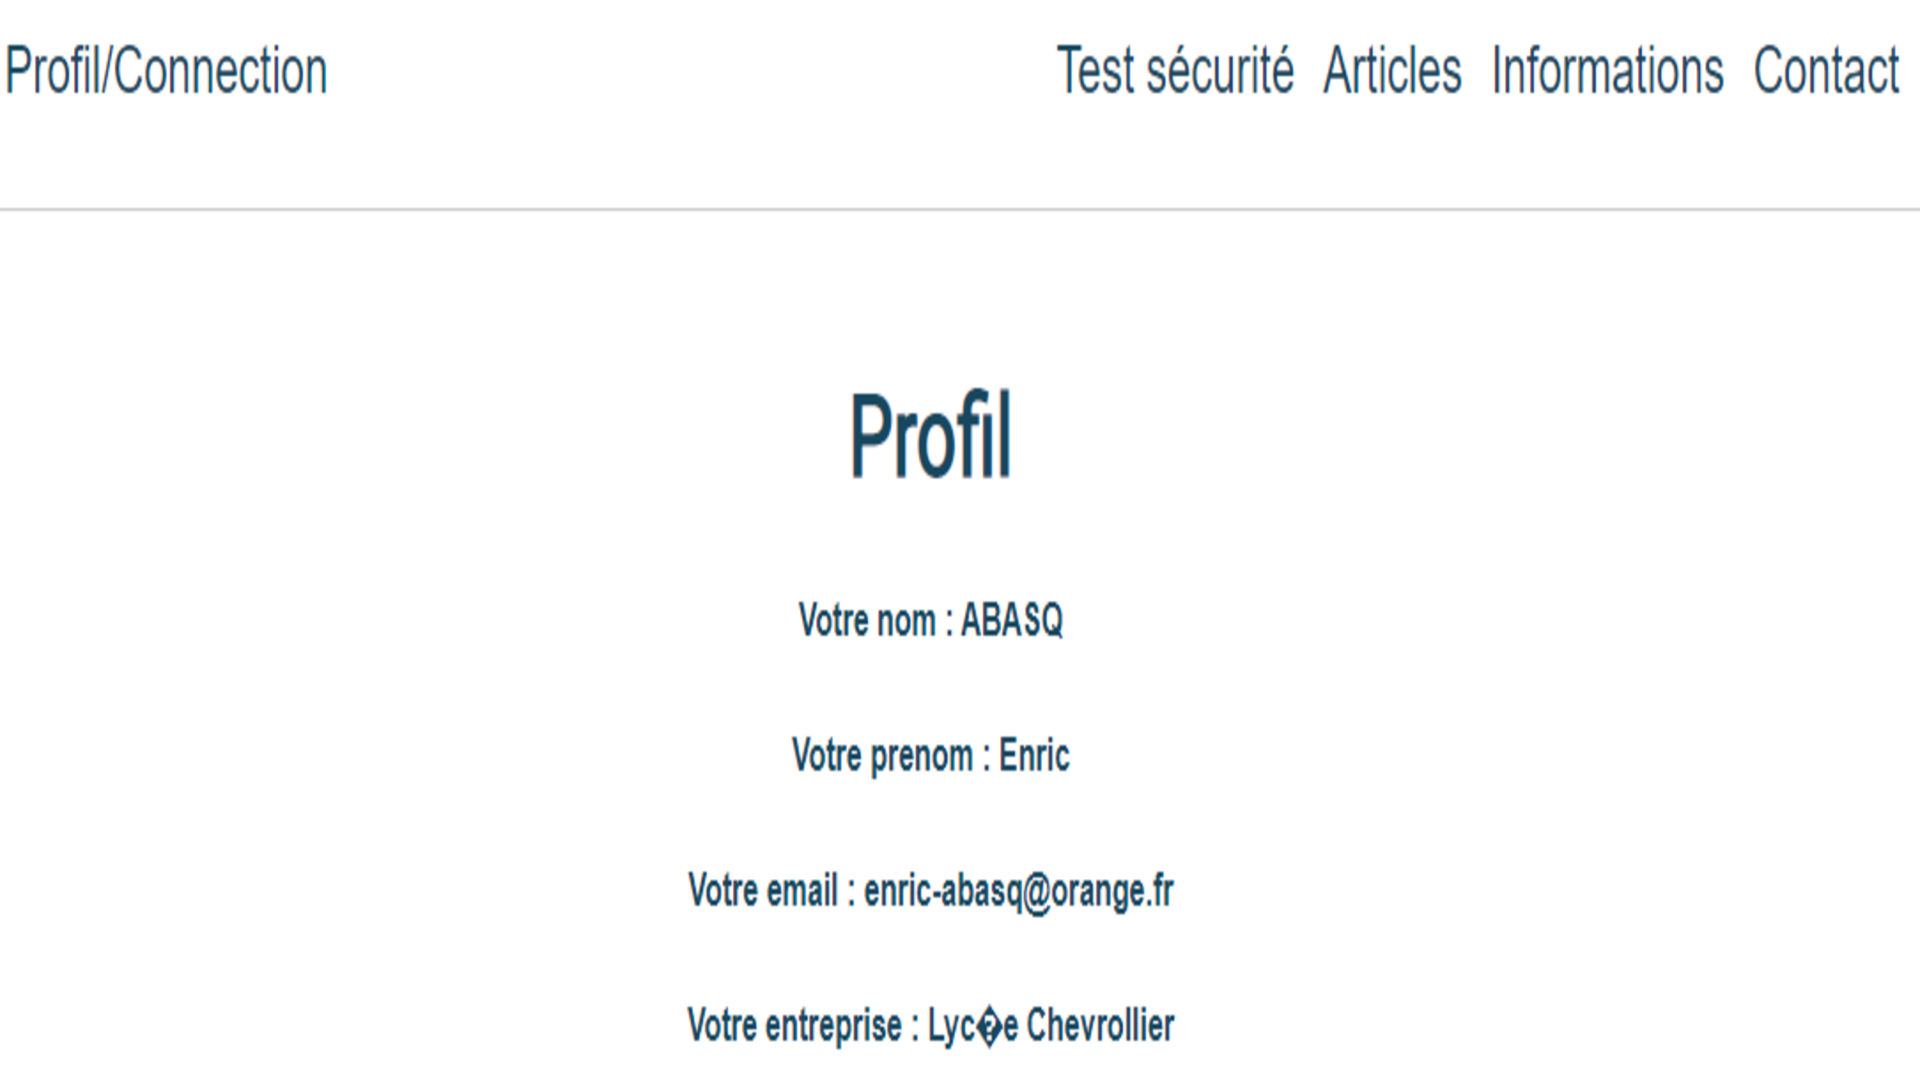 Profil/Connection Test sécurité Articles Informations Contact
Profil
Votre nom : ABASQ
Votre prenom : Enric
Votre email : enric-abasq@orange.fr
Votre entreprise : Lyc�e Chevrollier